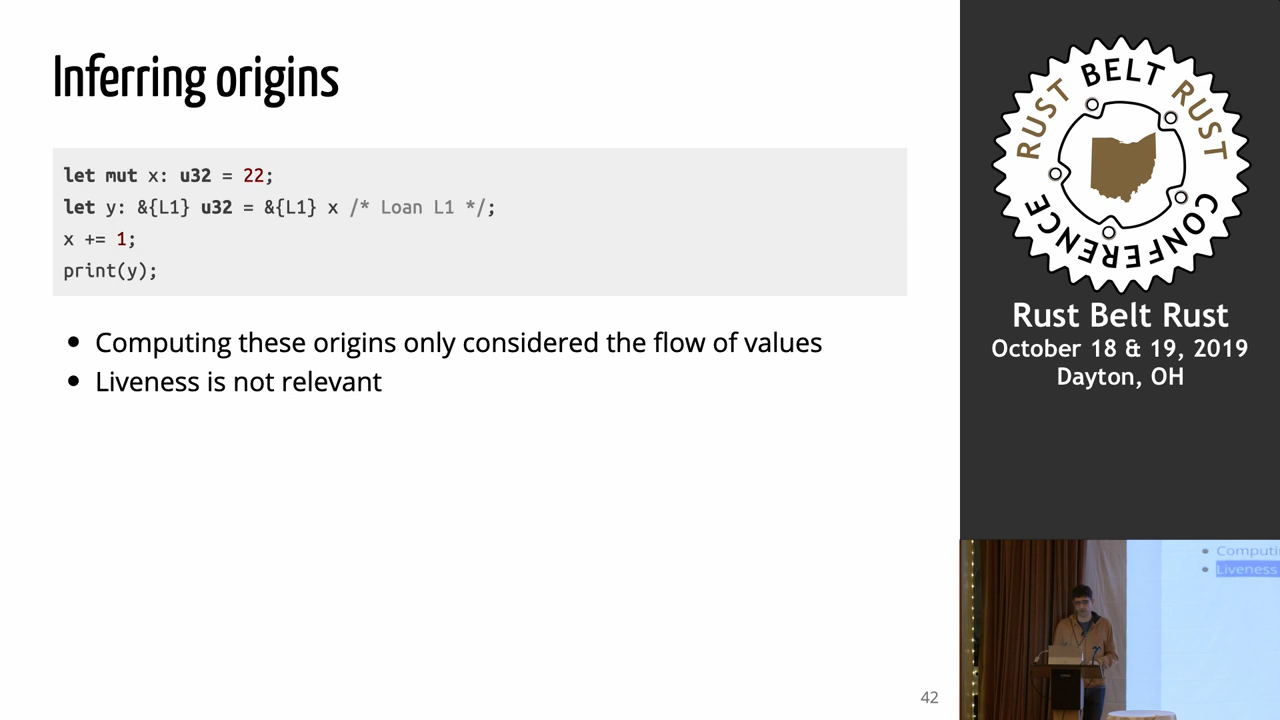 Inferring origins
let mut x: u32 = 22;
let y: &{L1} u32 = &{L1} x /* Loan L1 */;
x += 1;
print(y);
• Computing these origins only considered the flow of values
• Liveness is not relevant
42
RUST BELT RUST
CONFERENCE
Rust Belt Rust
October 18 & 19, 2019
Dayton, OH
• Computi
• Liveness